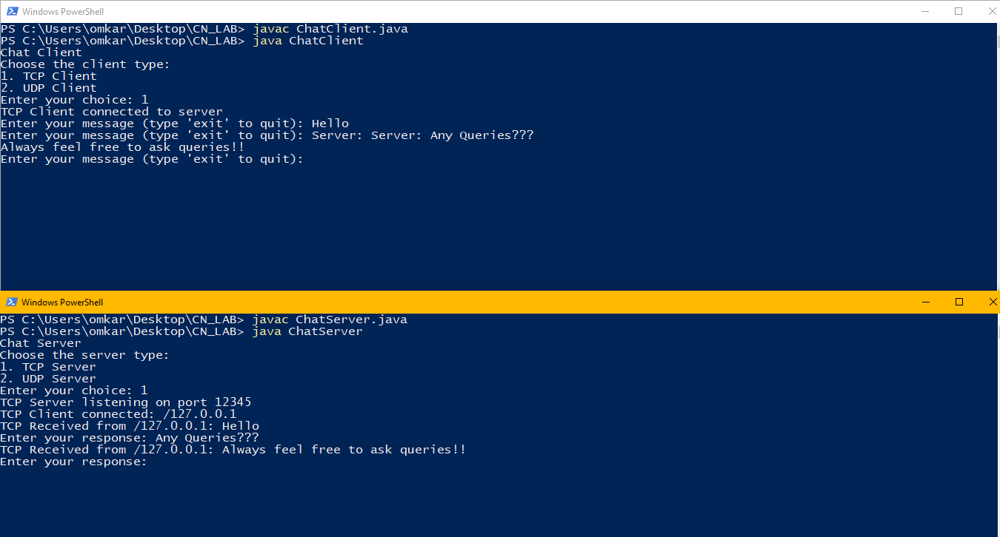 Windows PowerShell
PS C:\Users\omkar\Desktop\CN_LAB> javac ChatClient.java
PS C:\Users\omkar\Desktop\CN_LAB> java ChatClient
Chat Client
Choose the client type:
1. TCP Client
2. UDP Client
Enter your choice: 1
TCP Client connected to server
Enter your message (type 'exit' to quit): Hello
Enter your message (type 'exit' to quit): Server: Server: Any Queries???
Always feel free to ask queries!!
Enter your message (type 'exit' to quit):
Windows PowerShell
PS C:\Users\omkar\Desktop\CN_LAB> javac ChatServer.java
PS C:\Users\omkar\Desktop\CN_LAB> java ChatServer
Chat Server
Choose the server type:
1. TCP Server
2. UDP Server
Enter your choice: 1
TCP Server listening on port 12345
TCP Client connected: /127.0.0.1
TCP Received from /127.0.0.1: Hello
Enter your response: Any Queries???
TCP Received from /127.0.0.1: Always feel free to ask queries!!
Enter your response: